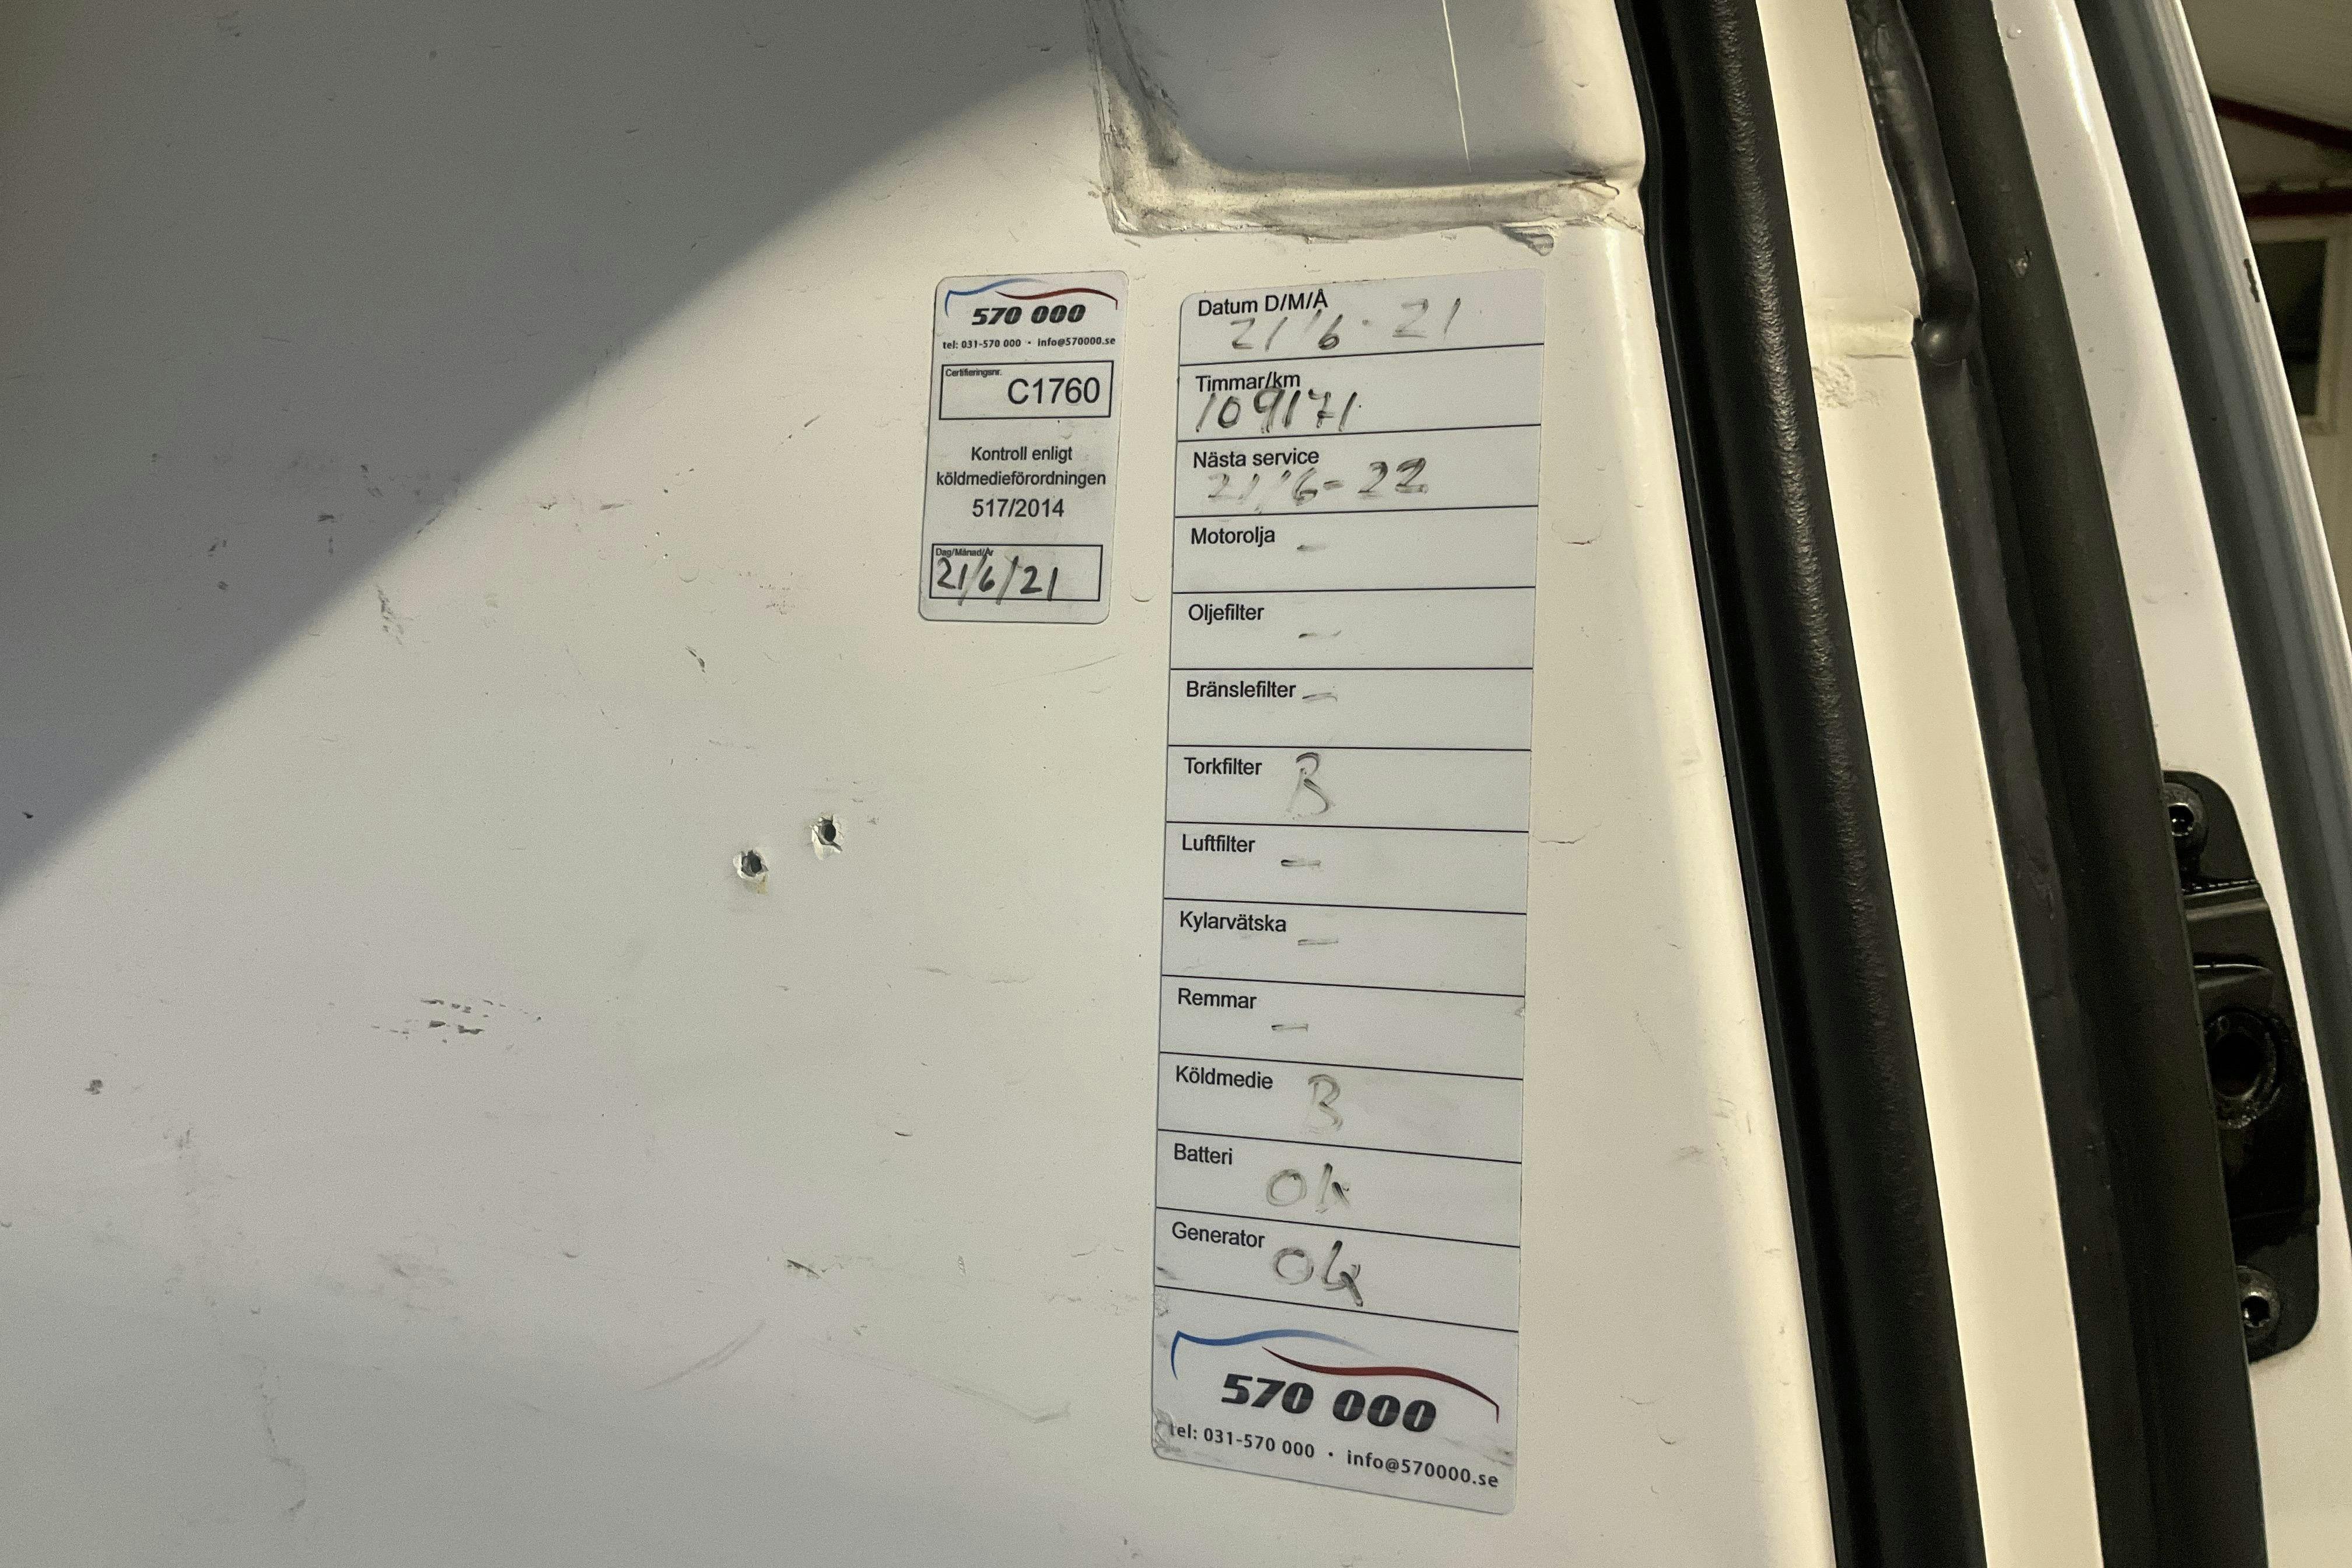 570 000
tel: 031-570 000 • info@570000.se
Certifieringsnr.
C1760
Kontroll enligt
köldmedieförordningen
517/2014
Dag/Månad/År
21/6/21
Datum D/M/Å
21/6-21
Timmar/km
109171
Nästa service
21/6-22
Motorolja -
Oljefilter -
Bränslefilter -
Torkfilter B
Luftfilter -
Kylarvätska -
Remmar -
Köldmedie B
Batteri ok
Generator ok
570 000
tel: 031-570 000 • info@570000.se